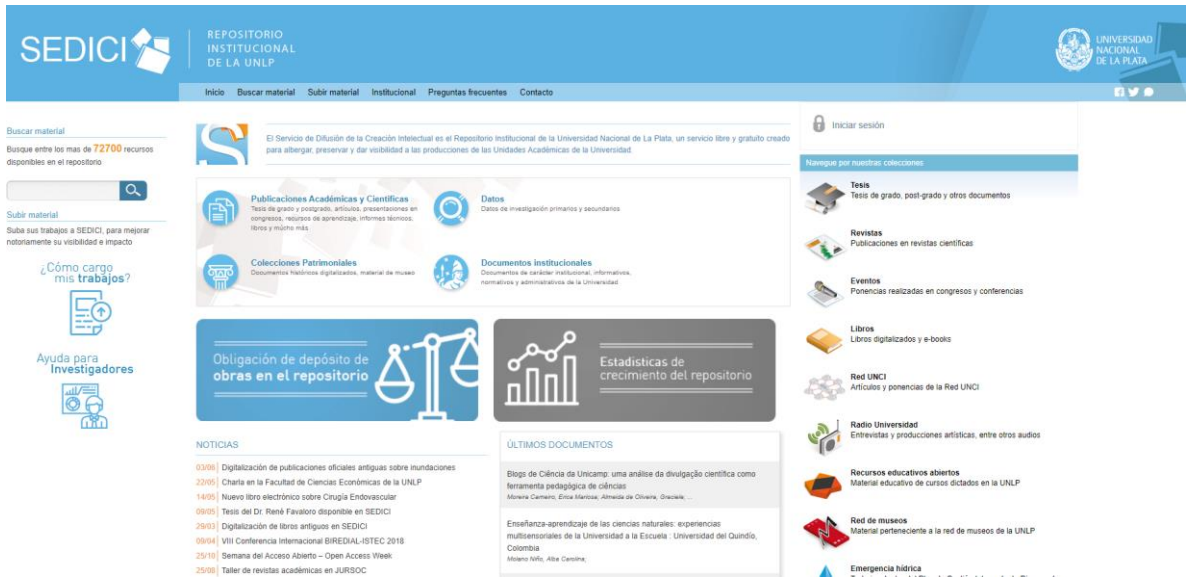 SEDICI
REPOSITORIO
INSTITUCIONAL
DE LA UNLP
UNIVERSIDAD
NACIONAL
DE LA PLATA
Inicio Buscar material Subir material Institucional Preguntas frecuentes Contacto
Buscar material
Busque entre los mas de 72700 recursos
disponibles en el repositorio
Subir material
Suba sus trabajos a SEDICI, para mejorar
notoriamente su visibilidad e impacto
¿Cómo cargo
mis trabajos?
Ayuda para
Investigadores
El Servicio de Difusión de la Creación Intelectual es el Repositorio Institucional de la Universidad Nacional de La Plata, un servicio libre y gratuito creado
para albergar, preservar y dar visibilidad a las producciones de las Unidades Académicas de la Universidad.
Publicaciones Académicas y Científicas
Tesis de grado y postgrado, artículos, presentaciones en
congresos, recursos de aprendizaje, informes técnicos,
libros y mucho más.
Datos
Datos de investigación primarios y secundarios
Colecciones Patrimoniales
Documentos históricos digitalizados, material de museo
Documentos institucionales
Documentos de carácter institucional, informativos,
normativos y administrativos de la Universidad
Obligación de depósito de
obras en el repositorio
Estadísticas de
crecimiento del repositorio
NOTICIAS
03/06 Digitalización de publicaciones oficiales antiguas sobre inundaciones
22/05 Charla en la Facultad de Ciencias Económicas de la UNLP
14/05 Nuevo libro electrónico sobre Cirugía Endovascular
09/05 Tesis del Dr. René Favaloro disponible en SEDICI
29/03 Digitalización de libros antiguos en SEDICI
09/04 VIII Conferencia Internacional BIREDIAL-ISTEC 2018
25/10 Semana del Acceso Abierto – Open Access Week
25/08 Taller de revistas académicas en JURSOC
ÚLTIMOS DOCUMENTOS
Blogs de Ciência da Unicamp: uma análise da divulgação científica como
ferramenta pedagógica de ciências
Moreira Carneiro, Erica Mariosa; Almeida de Oliveira, Graciele; ...
Enseñanza-aprendizaje de las ciencias naturales: experiencias
multisensoriales de la Universidad a la Escuela : Universidad del Quindío,
Colombia
Molano Niño, Alba Carolina;
Iniciar sesión
Navegue por nuestras colecciones
Tesis
Tesis de grado, post-grado y otros documentos
Revistas
Publicaciones en revistas científicas
Eventos
Ponencias realizadas en congresos y conferencias
Libros
Libros digitalizados y e-books
Red UNCI
Artículos y ponencias de la Red UNCI
Radio Universidad
Entrevistas y producciones artísticas, entre otros audios
Recursos educativos abiertos
Material educativo de cursos dictados en la UNLP
Red de museos
Material perteneciente a la red de museos de la UNLP
Emergencia hídrica